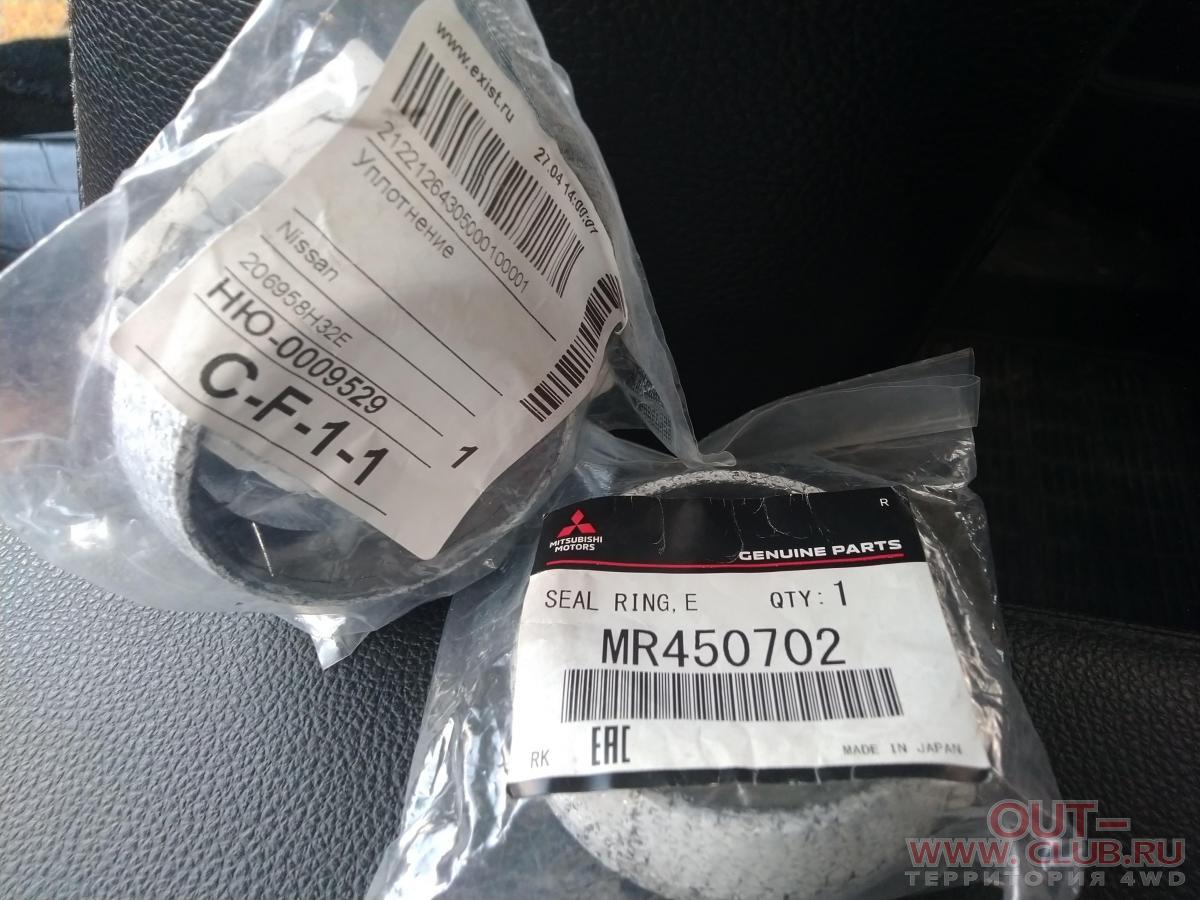 www.exist.ru
27.04 14:00:07
21221264305000100001
Уплотнение
Nissan
206958H32E
НЮ-0009529
C-F-1-1
1
R
MITSUBISHI
MOTORS
GENUINE PARTS
SEAL RING, E QTY: 1
MR450702
RK EAC MADE IN JAPAN
OUT-
WWW.CLUB.RU
ТЕРРИТОРИЯ 4WD